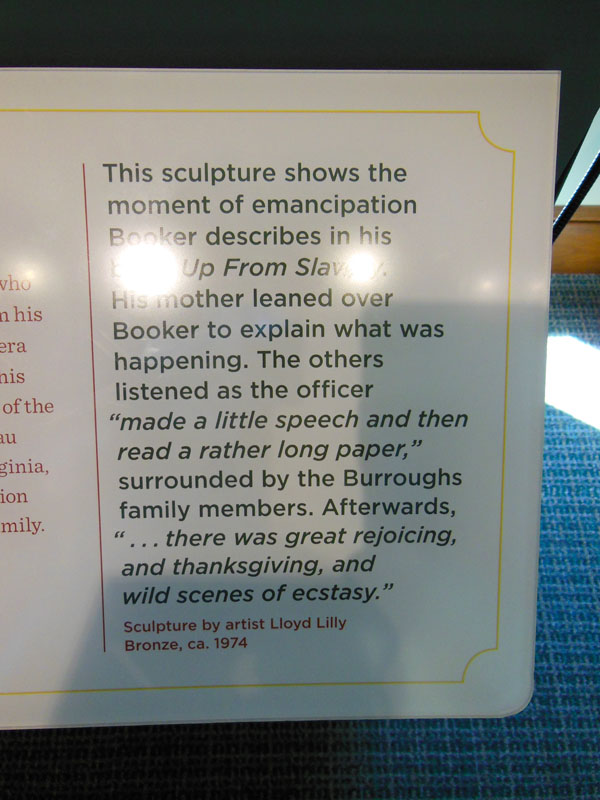 who
m his
era
his
of the
au
ginia,
ion
mily.
This sculpture shows the
moment of emancipation
Booker describes in his
Up From Slavery.
His mother leaned over
Booker to explain what was
happening. The others
listened as the officer
“made a little speech and then
read a rather long paper,”
surrounded by the Burroughs
family members. Afterwards,
“ . . . there was great rejoicing,
and thanksgiving, and
wild scenes of ecstasy.”
Sculpture by artist Lloyd Lilly
Bronze, ca. 1974